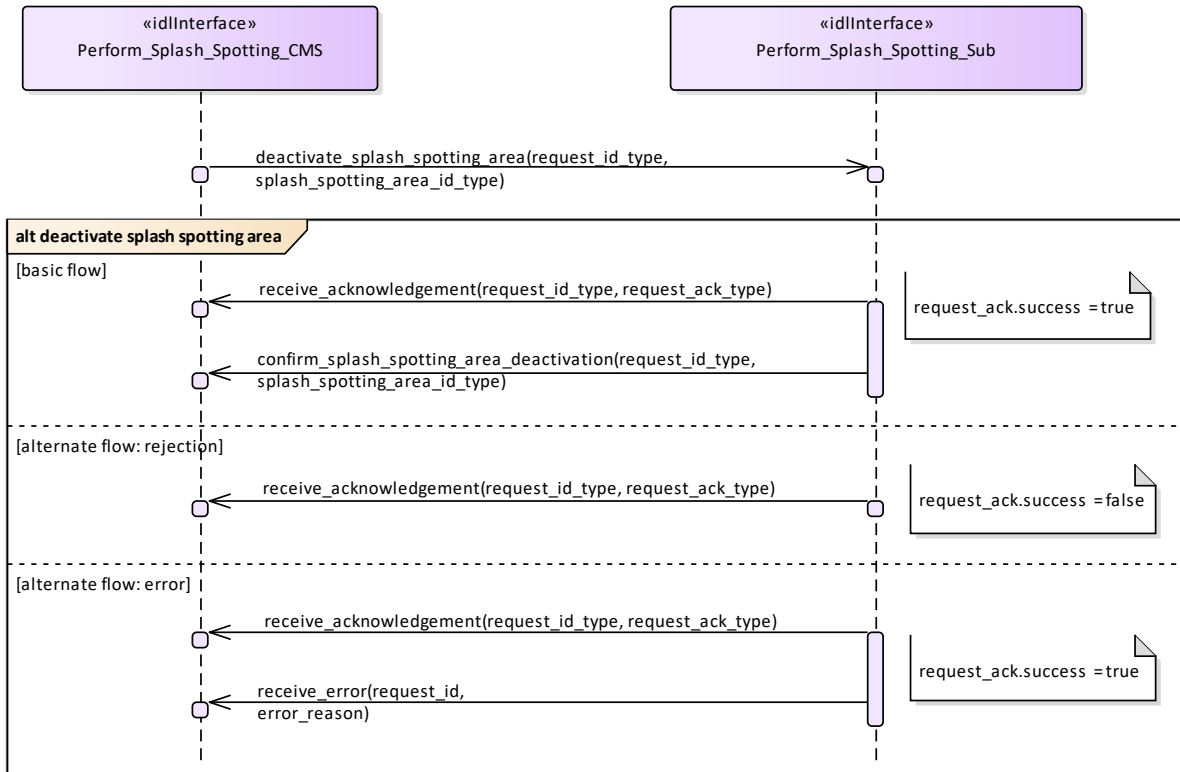 «idlInterface»
Perform_Splash_Spotting_CMS
«idlInterface»
Perform_Splash_Spotting_Sub
deactivate_splash_spotting_area(request_id_type,
splash_spotting_area_id_type)
alt deactivate splash spotting area
[basic flow]
receive_acknowledgement(request_id_type, request_ack_type)
request_ack.success = true
confirm_splash_spotting_area_deactivation(request_id_type,
splash_spotting_area_id_type)
[alternate flow: rejection]
receive_acknowledgement(request_id_type, request_ack_type)
request_ack.success = false
[alternate flow: error]
receive_acknowledgement(request_id_type, request_ack_type)
request_ack.success = true
receive_error(request_id,
error_reason)